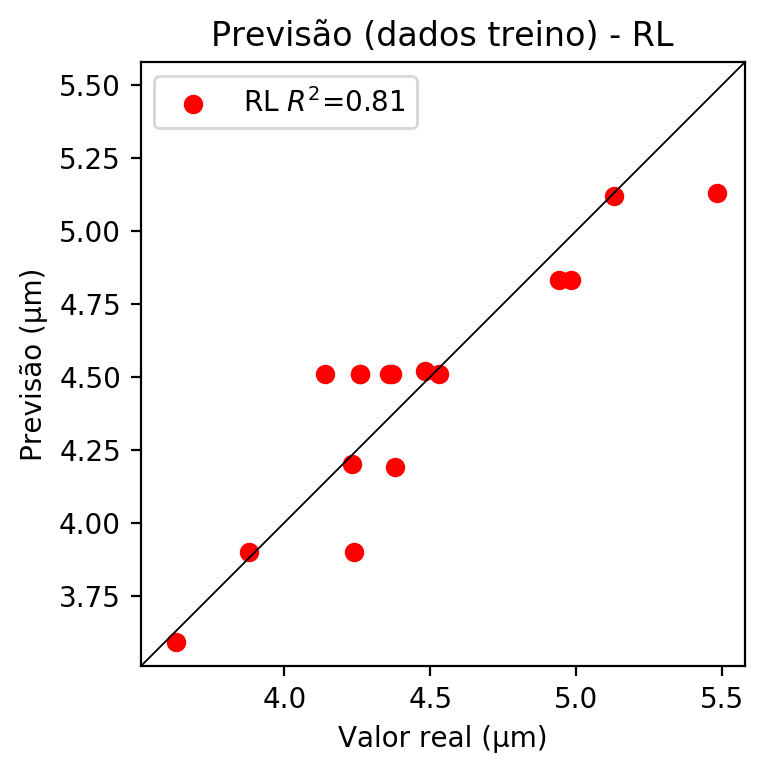 Previsão (dados treino) - RL
RL R²=0.81
5.50
5.25
5.00
4.75
4.50
4.25
4.00
3.75
Previsão (µm)
4.0 4.5 5.0 5.5
Valor real (µm)